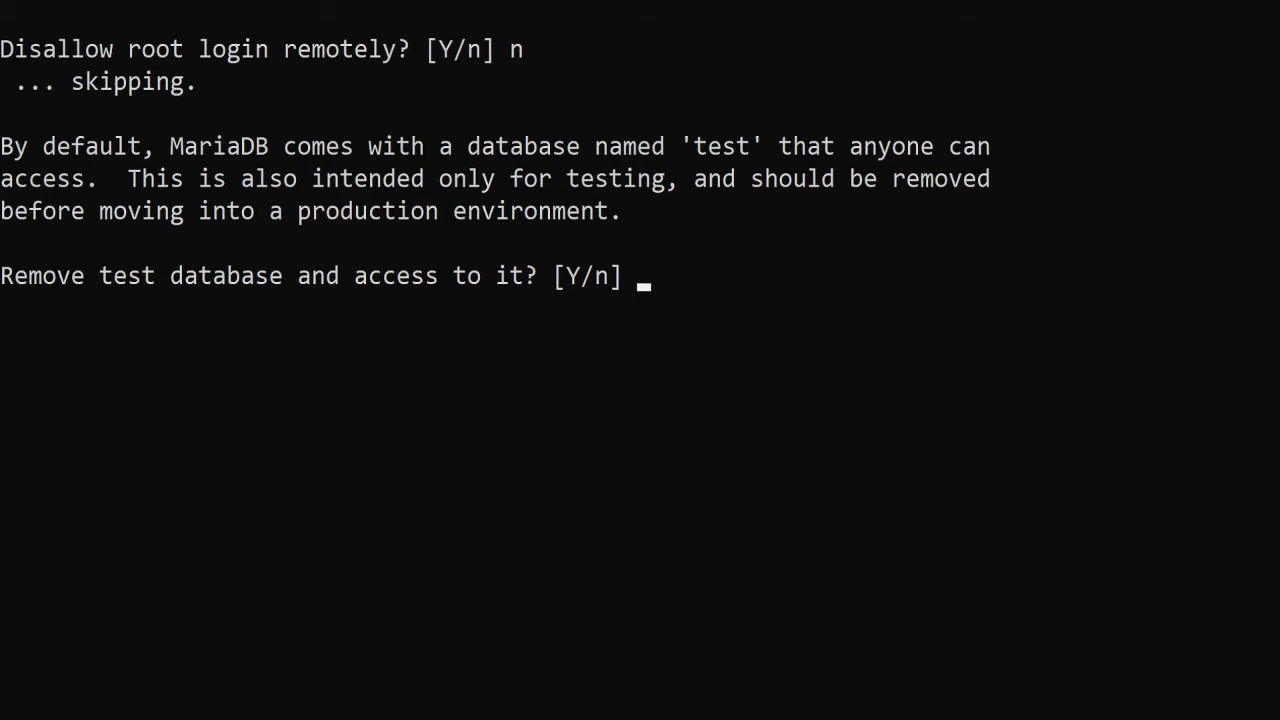 Disallow root login remotely? [Y/n] n
 ... skipping.
By default, MariaDB comes with a database named 'test' that anyone can
access.  This is also intended only for testing, and should be removed
before moving into a production environment.
Remove test database and access to it? [Y/n]